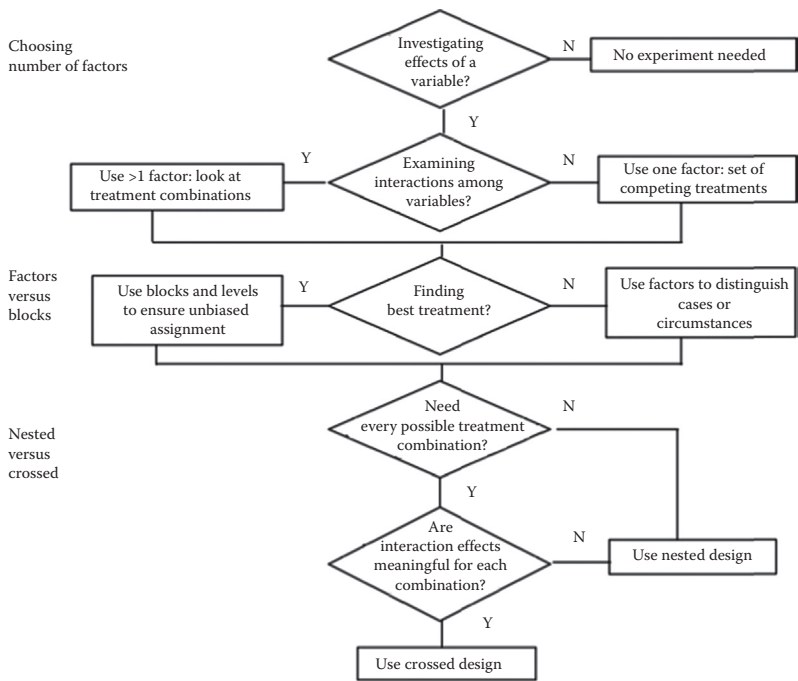 Choosing
number of factors
Investigating
effects of a
variable?
N
No experiment needed
Y
Y
Use >1 factor: look at
treatment combinations
Examining
interactions among
variables?
N
Use one factor: set of
competing treatments
Factors
versus
blocks
Use blocks and levels
to ensure unbiased
assignment
Y
Finding
best treatment?
N
Use factors to distinguish
cases or
circumstances
Nested
versus
crossed
Need
every possible treatment
combination?
N
Y
Are
interaction effects
meaningful for each
combination?
N
Use nested design
Y
Use crossed design